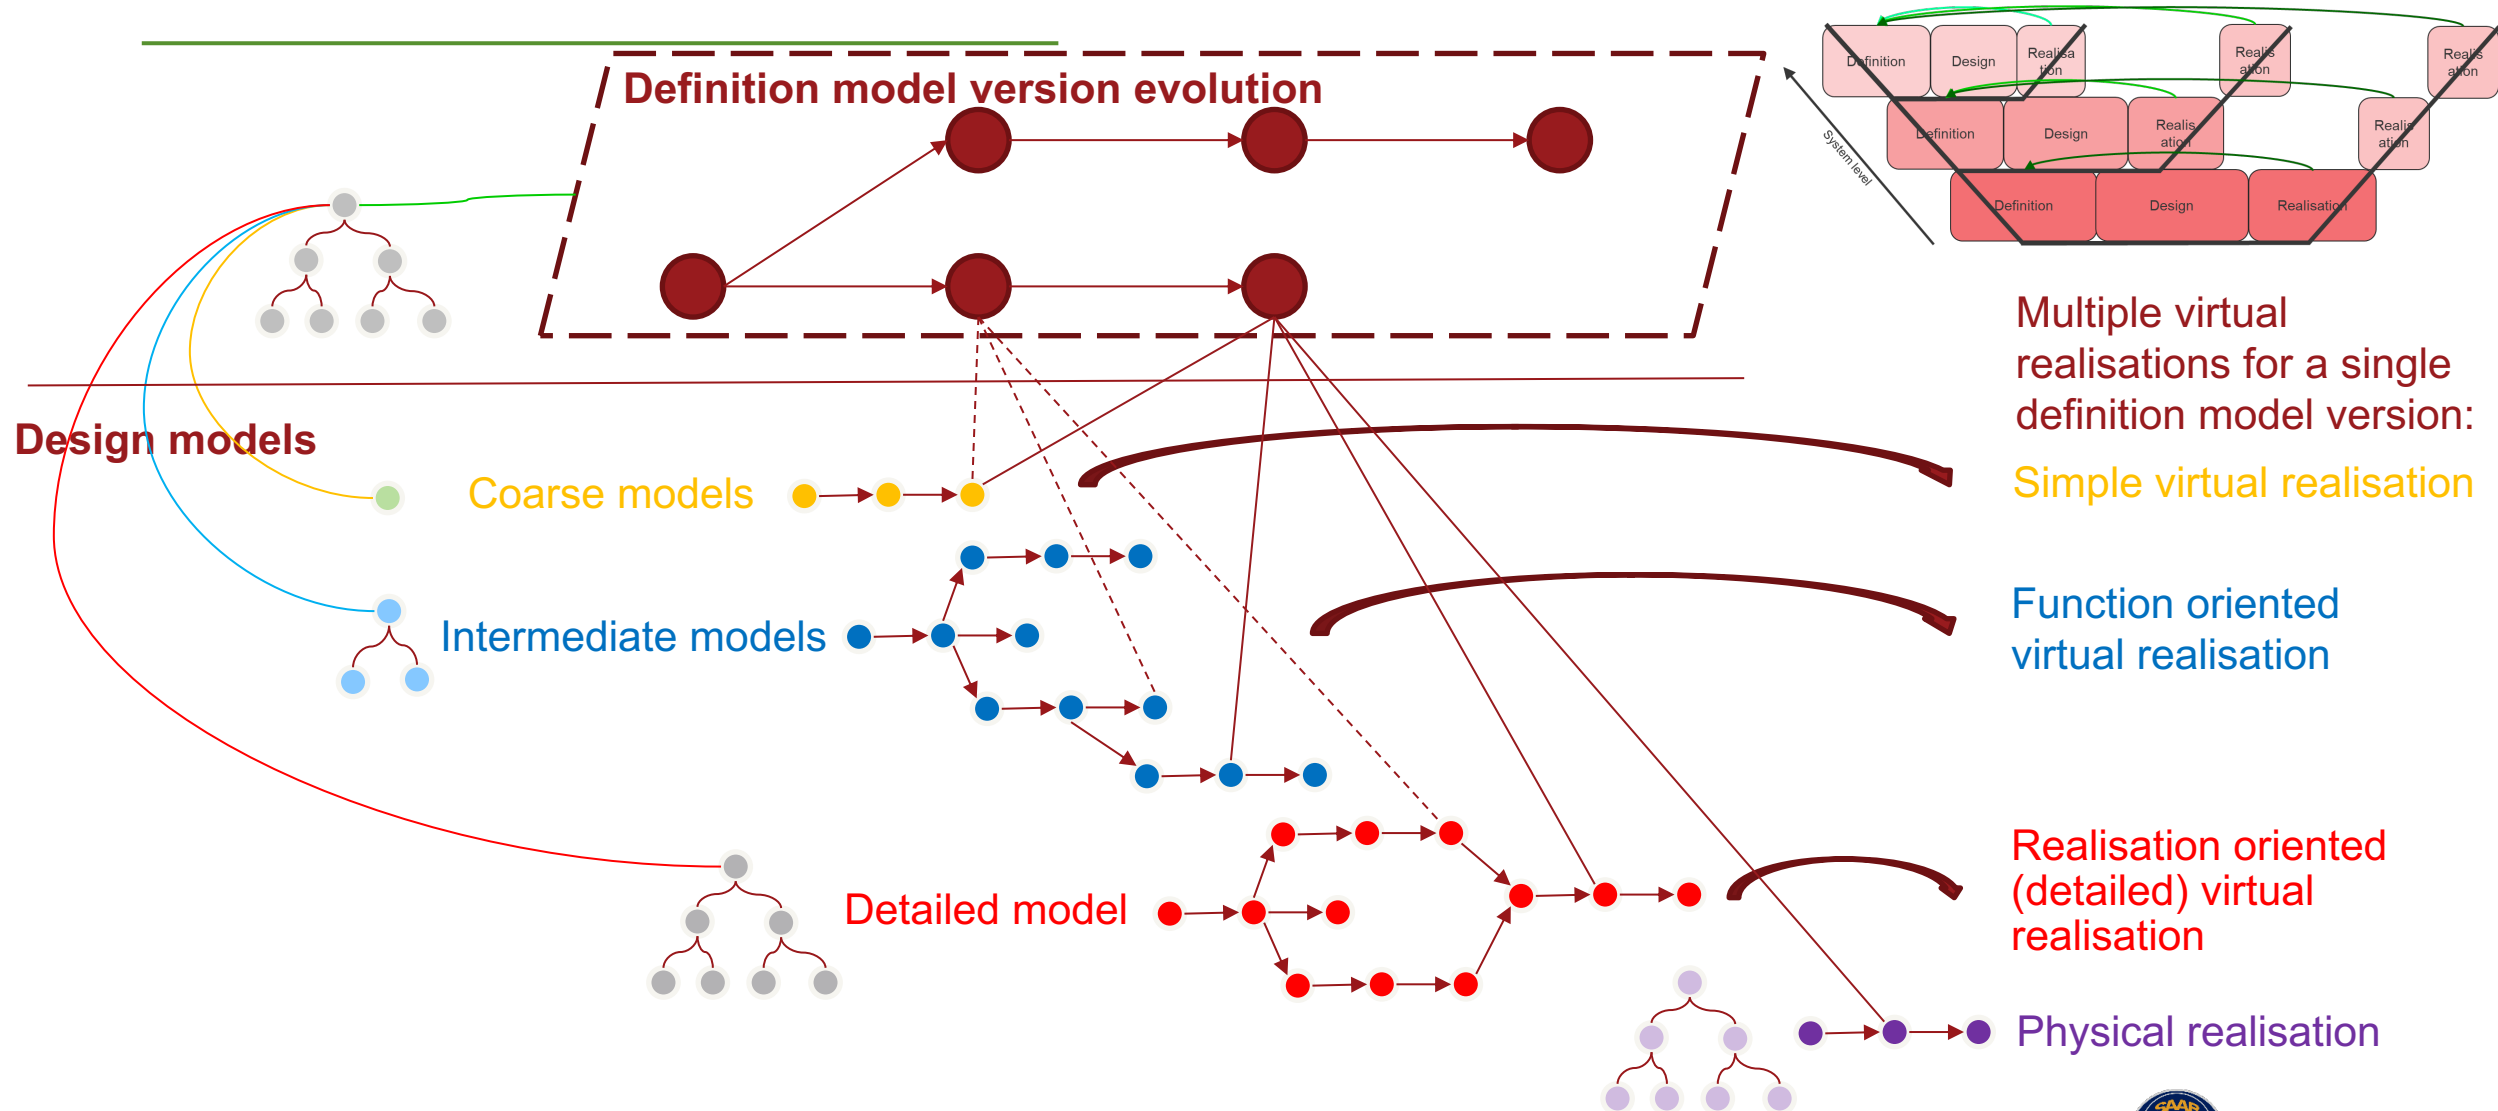 Definition model version evolution
Definition
Design
Realisa
tion
Realis
ation
Realis
ation
Definition
Design
Realis
ation
Realis
ation
Definition
Design
Realisation
System level
Multiple virtual
realisations for a single
definition model version:
Design models
Coarse models
Simple virtual realisation
Intermediate models
Function oriented
virtual realisation
Detailed model
Realisation oriented
(detailed) virtual
realisation
Physical realisation
SAAB